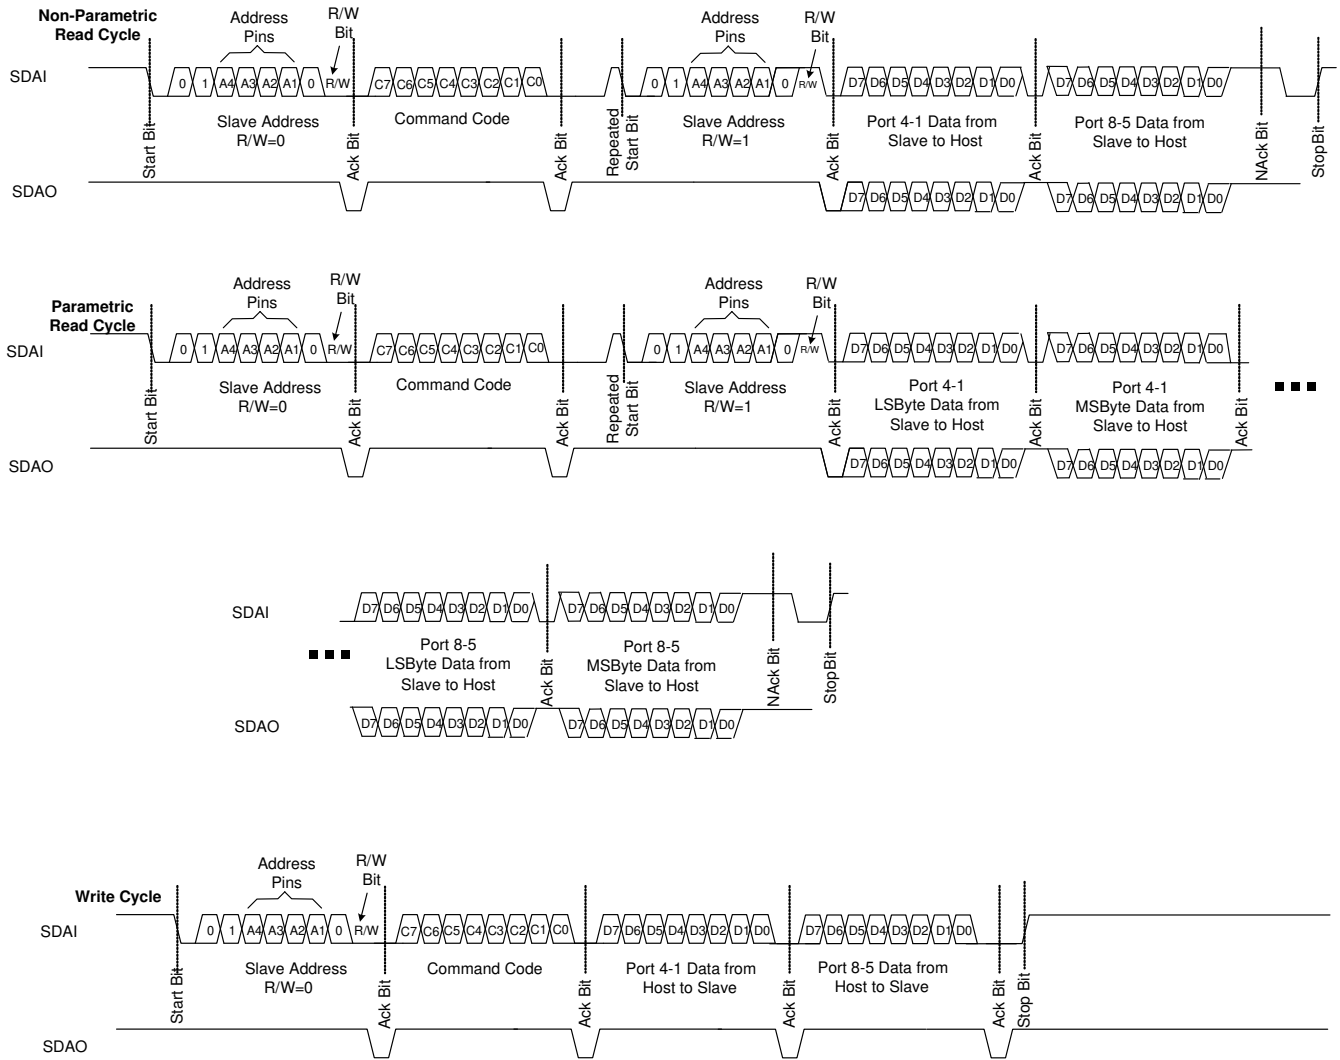 Non-Parametric
Read Cycle
Address
Pins
R/W
Bit
Address
Pins
R/W
Bit
SDAI
0 1 A4 A3 A2 A1 0 R/W
C7 C6 C5 C4 C3 C2 C1 C0
0 1 A4 A3 A2 A1 0 R/W
D7 D6 D5 D4 D3 D2 D1 D0
D7 D6 D5 D4 D3 D2 D1 D0
Start Bit
Slave Address
R/W=0
Ack Bit
Command Code
Ack Bit
Repeated
Start Bit
Slave Address
R/W=1
Ack Bit
Port 4-1 Data from
Slave to Host
Ack Bit
Port 8-5 Data from
Slave to Host
NAck Bit
Stop Bit
SDAO
D7 D6 D5 D4 D3 D2 D1 D0
D7 D6 D5 D4 D3 D2 D1 D0
Parametric
Read Cycle
Address
Pins
R/W
Bit
Address
Pins
R/W
Bit
SDAI
0 1 A4 A3 A2 A1 0 R/W
C7 C6 C5 C4 C3 C2 C1 C0
0 1 A4 A3 A2 A1 0 R/W
D7 D6 D5 D4 D3 D2 D1 D0
D7 D6 D5 D4 D3 D2 D1 D0
Start Bit
Slave Address
R/W=0
Ack Bit
Command Code
Ack Bit
Repeated
Start Bit
Slave Address
R/W=1
Ack Bit
Port 4-1
LSByte Data from
Slave to Host
Ack Bit
Port 4-1
MSByte Data from
Slave to Host
Ack Bit
SDAO
D7 D6 D5 D4 D3 D2 D1 D0
D7 D6 D5 D4 D3 D2 D1 D0
SDAI
D7 D6 D5 D4 D3 D2 D1 D0
D7 D6 D5 D4 D3 D2 D1 D0
Port 8-5
LSByte Data from
Slave to Host
Ack Bit
Port 8-5
MSByte Data from
Slave to Host
NAck Bit
Stop Bit
SDAO
D7 D6 D5 D4 D3 D2 D1 D0
D7 D6 D5 D4 D3 D2 D1 D0
Write Cycle
Address
Pins
R/W
Bit
SDAI
0 1 A4 A3 A2 A1 0 R/W
C7 C6 C5 C4 C3 C2 C1 C0
D7 D6 D5 D4 D3 D2 D1 D0
D7 D6 D5 D4 D3 D2 D1 D0
Start Bit
Slave Address
R/W=0
Ack Bit
Command Code
Ack Bit
Port 4-1 Data from
Host to Slave
Ack Bit
Port 8-5 Data from
Host to Slave
Ack Bit
Stop Bit
SDAO